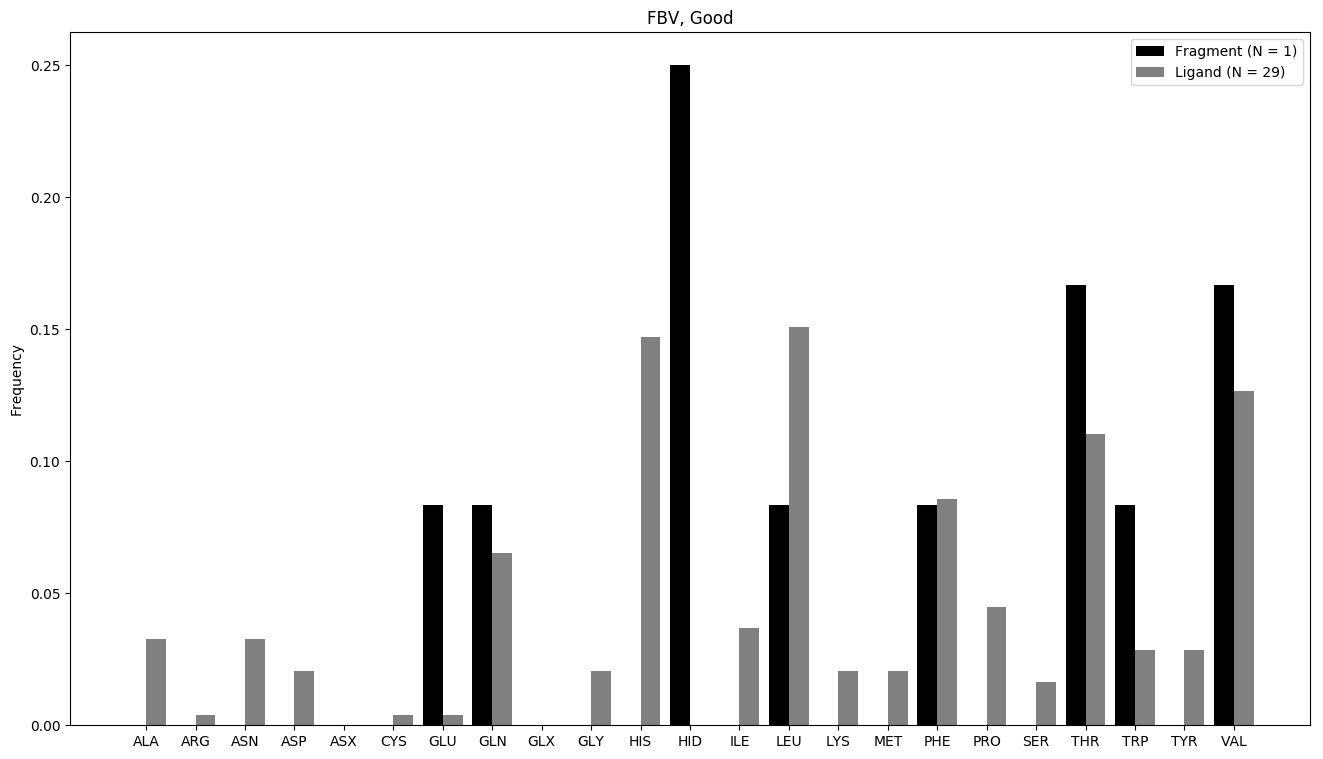 FBV, Good
Fragment (N = 1)
Ligand (N = 29)
Frequency
0.25
0.20
0.15
0.10
0.05
0.00
ALA ARG ASN ASP ASX CYS GLU GLN GLX GLY HIS HID ILE LEU LYS MET PHE PRO SER THR TRP TYR VAL